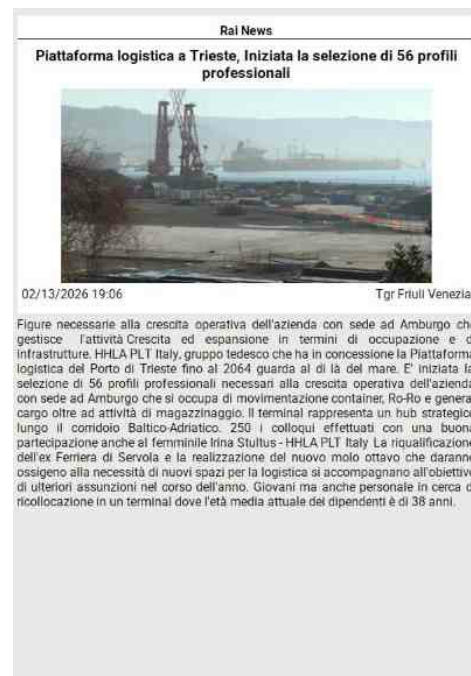 Rai News
Piattaforma logistica a Trieste, Iniziata la selezione di 56 profili
professionali
02/13/2026 19:06 Tgr Friuli Venezia
Figure necessarie alla crescita operativa dell'azienda con sede ad Amburgo che
gestisce l'attività Crescita ed espansione in termini di occupazione e d
infrastrutture. HHLA PLT Italy, gruppo tedesco che ha in concessione la Piattaforma
logistica del Porto di Trieste fino al 2064 guarda al di là del mare. E' iniziata la
selezione di 56 profili professionali necessari alla crescita operativa dell'azienda
con sede ad Amburgo che si occupa di movimentazione container, Ro-Ro e general
cargo oltre ad attività di magazzinaggio. Il terminal rappresenta un hub strategico
lungo il corridoio Baltico-Adriatico. 250 i colloqui effettuati con una buona
partecipazione anche al femminile Irina Stultus - HHLA PLT Italy La riqualificazione
dell'ex Ferriera di Servola e la realizzazione del nuovo molo ottavo che daranno
ossigeno alla necessità di nuovi spazi per la logistica si accompagnano all'obiettivo
di ulteriori assunzioni nel corso dell'anno. Giovani ma anche personale in cerca d
ricollocazione in un terminal dove l'età media attuale dei dipendenti è di 38 anni.